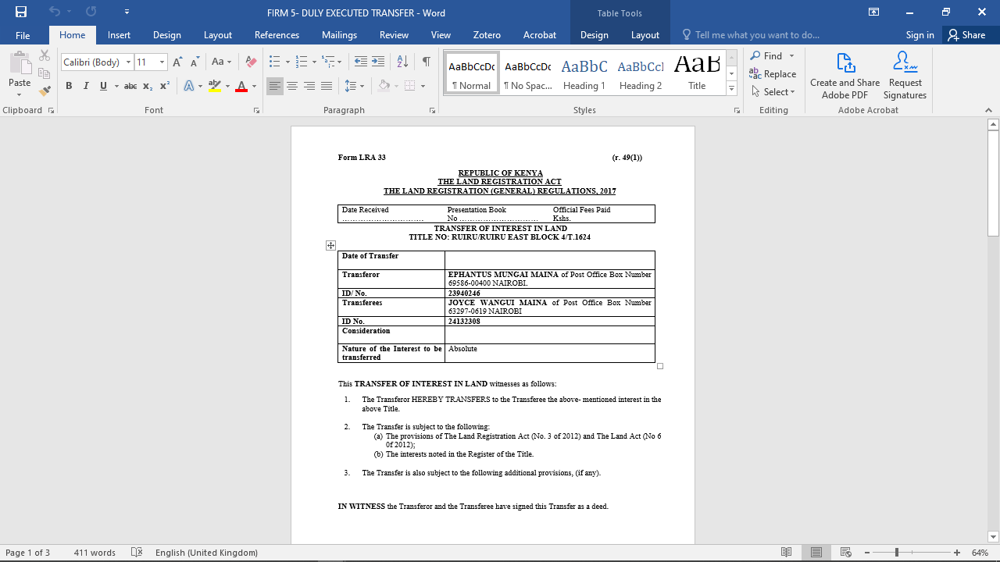 FIRM 5- DULY EXECUTED TRANSFER - Word
Table Tools
File Home Insert Design Layout References Mailings Review View Zotero Acrobat Design Layout Tell me what you want to do... Sign in Share
Paste
Clipboard
Calibri (Body) 11
Font
Paragraph
AaBbCcDc AaBbCcDc AaBbC AaBbCcl AaB
¶ Normal ¶ No Spac... Heading 1 Heading 2 Title
Styles
Find
Replace
Select
Editing
Create and Share
Adobe PDF
Request
Signatures
Adobe Acrobat
Form LRA 33 (r. 49(1))
REPUBLIC OF KENYA
THE LAND REGISTRATION ACT
THE LAND REGISTRATION (GENERAL) REGULATIONS, 2017
Date Received Presentation Book Official Fees Paid
………………………….. No ………………………… Kshs.
TRANSFER OF INTEREST IN LAND
TITLE NO: RUIRU/RUIRU EAST BLOCK 4/T.1624
Date of Transfer
Transferor EPHANTUS MUNGAI MAINA of Post Office Box Number
69586-00400 NAIROBI.
ID/ No. 23940246
Transferees JOYCE WANGUI MAINA of Post Office Box Number
63297-0619 NAIROBI
ID No. 24132308
Consideration
Nature of the Interest to be Absolute
transferred
This TRANSFER OF INTEREST IN LAND witnesses as follows:
1. The Transferor HEREBY TRANSFERS to the Transferee the above- mentioned interest in the
above Title.
2. The Transfer is subject to the following:
(a) The provisions of The Land Registration Act (No. 3 of 2012) and The Land Act (No 6
0f 2012);
(b) The interests noted in the Register of the Title.
3. The Transfer is also subject to the following additional provisions, (if any).
IN WITNESS the Transferor and the Transferee have signed this Transfer as a deed.
Page 1 of 3 411 words English (United Kingdom) 64%